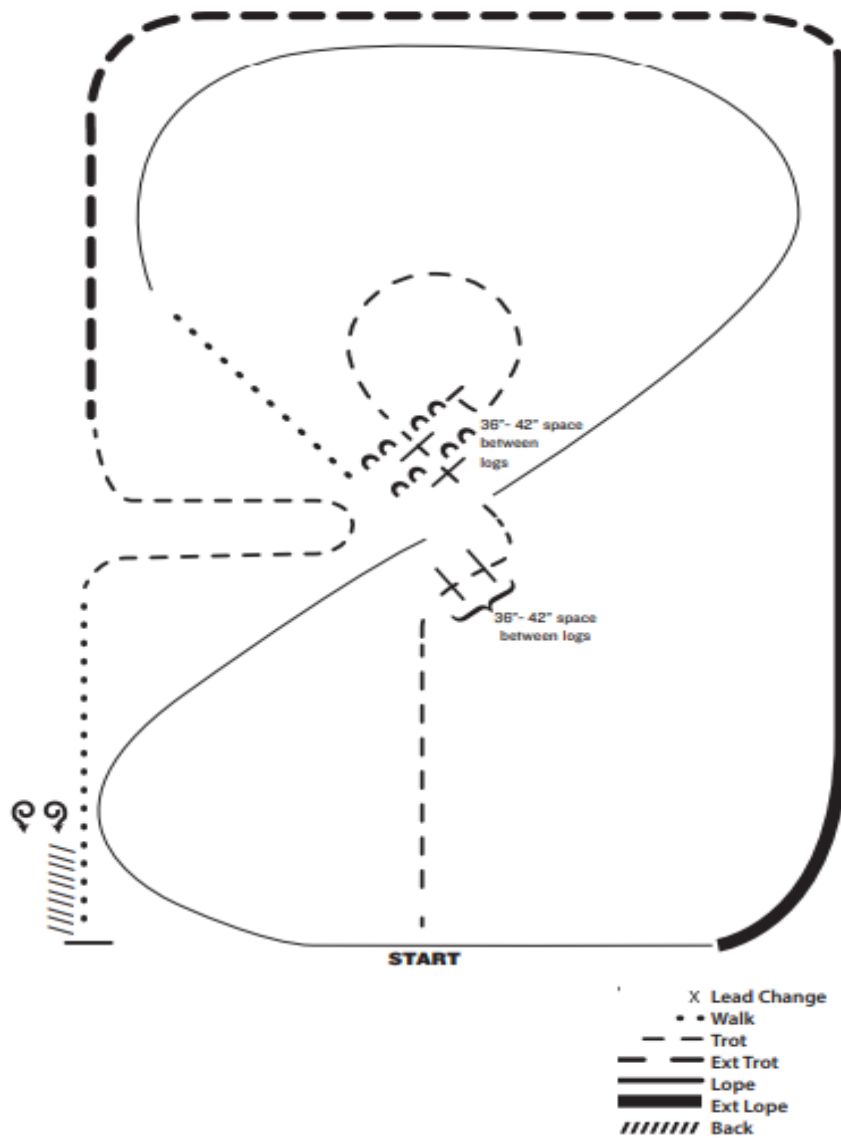 36”- 42” space
between
logs
36”- 42” space
between logs
START
X Lead Change
Walk
Trot
Ext Trot
Lope
Ext Lope
Back